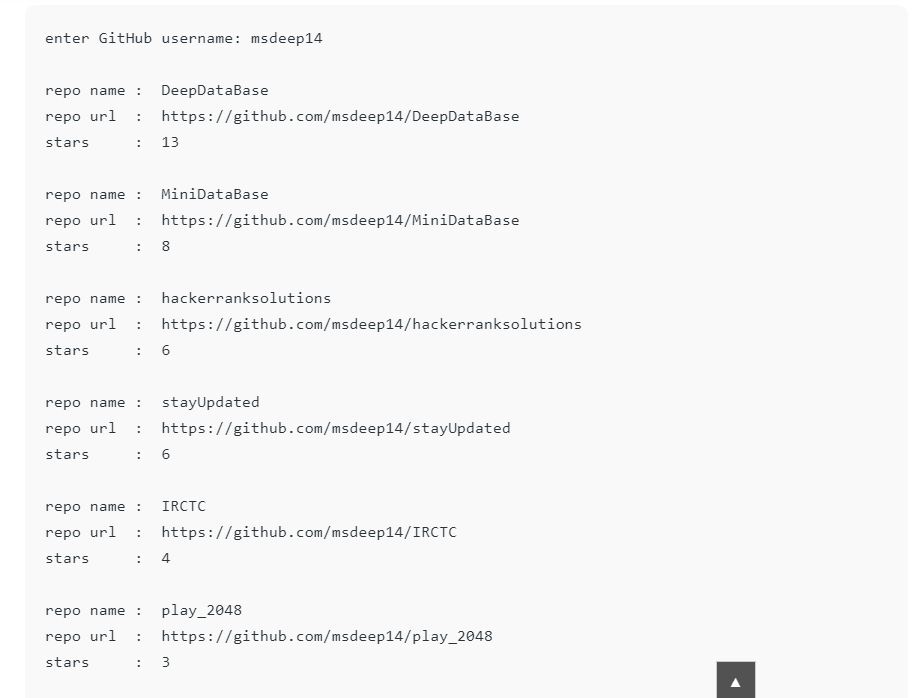 enter GitHub username: msdeep14
repo name :  DeepDataBase
repo url  :  https://github.com/msdeep14/DeepDataBase
stars     :  13
repo name :  MiniDataBase
repo url  :  https://github.com/msdeep14/MiniDataBase
stars     :  8
repo name :  hackerranksolutions
repo url  :  https://github.com/msdeep14/hackerranksolutions
stars     :  6
repo name :  stayUpdated
repo url  :  https://github.com/msdeep14/stayUpdated
stars     :  6
repo name :  IRCTC
repo url  :  https://github.com/msdeep14/IRCTC
stars     :  4
repo name :  play_2048
repo url  :  https://github.com/msdeep14/play_2048
stars     :  3